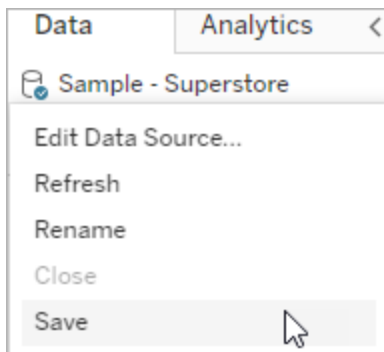 Data Analytics
Sample - Superstore
Edit Data Source...
Refresh
Rename
Close
Save